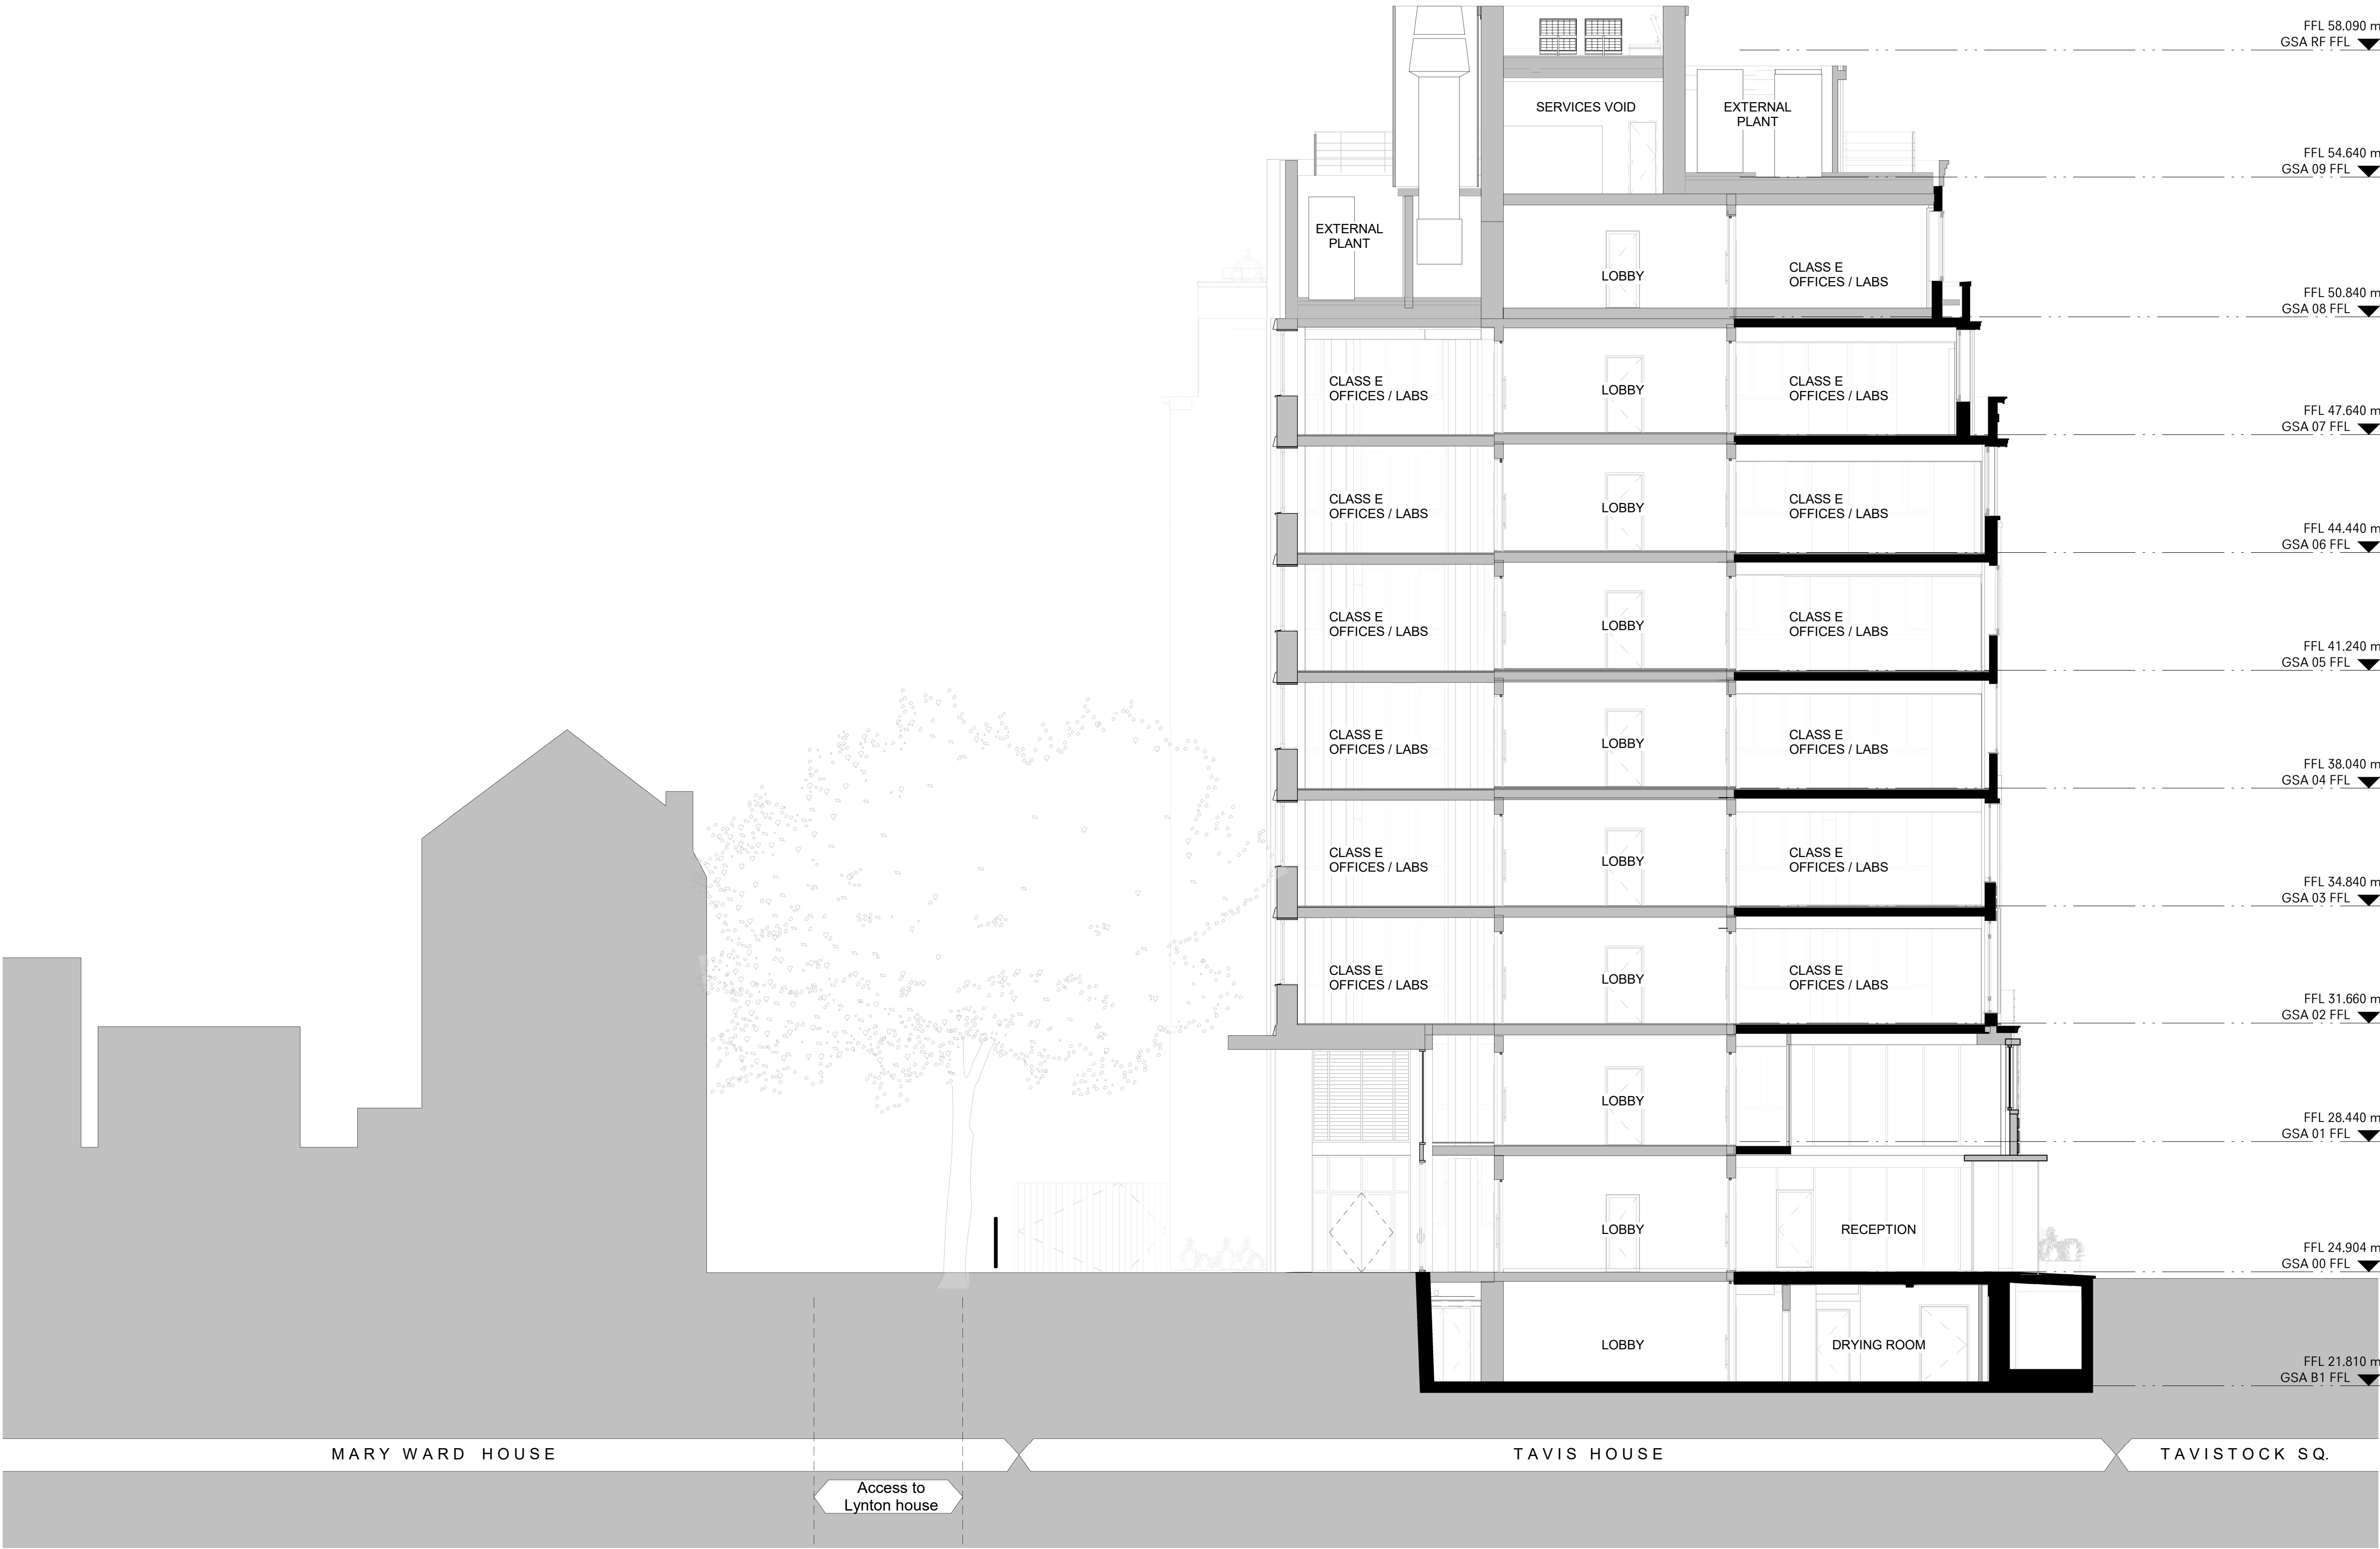 FFL 58.090 m
GSA RF FFL
SERVICES VOID
EXTERNAL
PLANT
FFL 54.640 m
GSA 09 FFL
EXTERNAL
PLANT
LOBBY
CLASS E
OFFICES / LABS
FFL 50.840 m
GSA 08 FFL
CLASS E
OFFICES / LABS
LOBBY
CLASS E
OFFICES / LABS
FFL 47.640 m
GSA 07 FFL
CLASS E
OFFICES / LABS
LOBBY
CLASS E
OFFICES / LABS
FFL 44.440 m
GSA 06 FFL
CLASS E
OFFICES / LABS
LOBBY
CLASS E
OFFICES / LABS
FFL 41.240 m
GSA 05 FFL
CLASS E
OFFICES / LABS
LOBBY
CLASS E
OFFICES / LABS
FFL 38.040 m
GSA 04 FFL
CLASS E
OFFICES / LABS
LOBBY
CLASS E
OFFICES / LABS
FFL 34.840 m
GSA 03 FFL
CLASS E
OFFICES / LABS
LOBBY
CLASS E
OFFICES / LABS
FFL 31.660 m
GSA 02 FFL
LOBBY
FFL 28.440 m
GSA 01 FFL
LOBBY
RECEPTION
FFL 24.904 m
GSA 00 FFL
LOBBY
DRYING ROOM
FFL 21.810 m
GSA B1 FFL
MARY WARD HOUSE
TAVIS HOUSE
TAVISTOCK SQ.
Access to
Lynton house